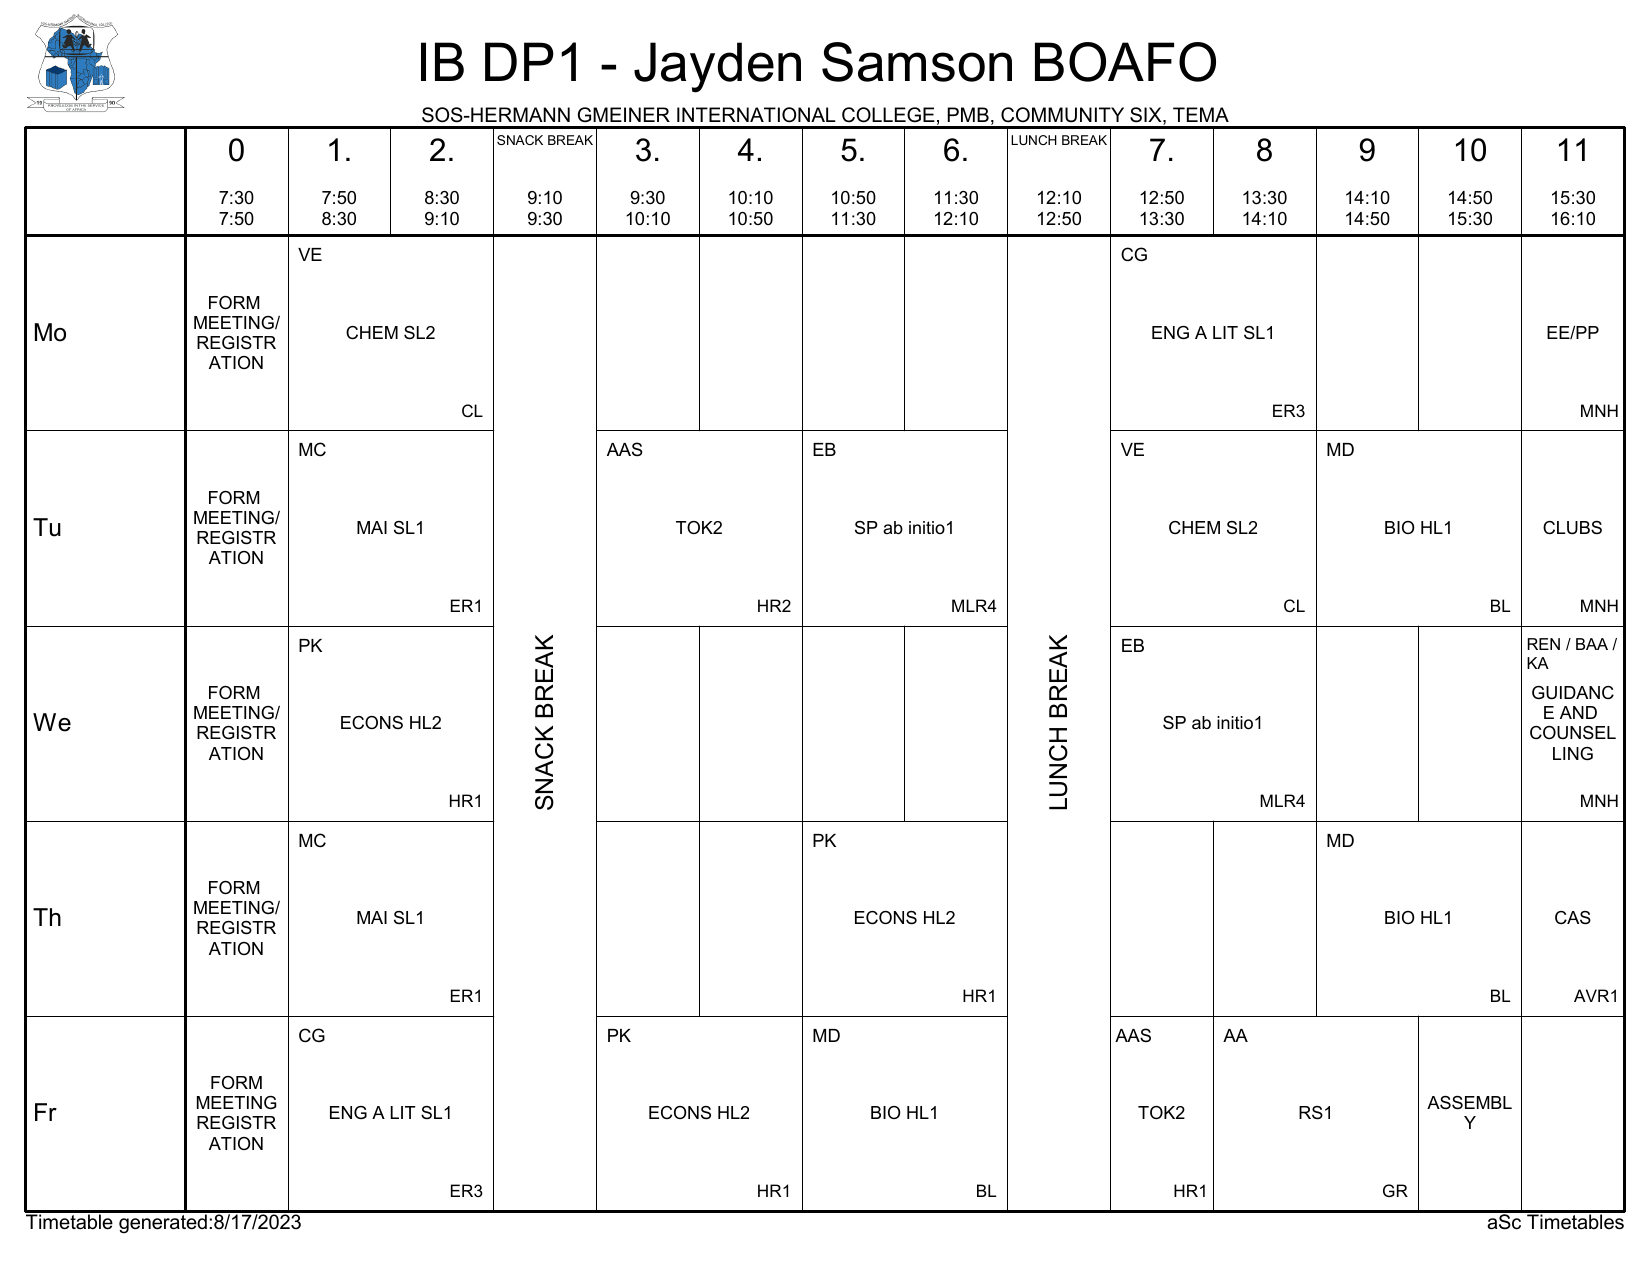 IB DP1 - Jayden Samson BOAFO
SOS-HERMANN GMEINER INTERNATIONAL COLLEGE, PMB, COMMUNITY SIX, TEMA
0 1. 2. SNACK BREAK 3. 4. 5. 6. LUNCH BREAK 7. 8 9 10 11
7:30 7:50 8:30 9:10 9:30 10:10 10:50 11:30 12:10 12:50 13:30 14:10 14:50 15:30
7:50 8:30 9:10 9:30 10:10 10:50 11:30 12:10 12:50 13:30 14:10 14:50 15:30 16:10
Mo
FORM
MEETING/
REGISTR
ATION
VE
CHEM SL2
CL
CG
ENG A LIT SL1
ER3
EE/PP
MNH
Tu
FORM
MEETING/
REGISTR
ATION
MC
MAI SL1
ER1
AAS
TOK2
HR2
EB
SP ab initio1
MLR4
VE
CHEM SL2
CL
MD
BIO HL1
BL
CLUBS
MNH
We
FORM
MEETING/
REGISTR
ATION
PK
ECONS HL2
HR1
SNACK BREAK
LUNCH BREAK
EB
SP ab initio1
MLR4
REN / BAA /
KA
GUIDANC
E AND
COUNSEL
LING
MNH
Th
FORM
MEETING/
REGISTR
ATION
MC
MAI SL1
ER1
PK
ECONS HL2
HR1
MD
BIO HL1
BL
CAS
AVR1
Fr
FORM
MEETING
REGISTR
ATION
CG
ENG A LIT SL1
ER3
PK
ECONS HL2
HR1
MD
BIO HL1
BL
AAS
TOK2
HR1
AA
RS1
GR
ASSEMBL
Y
Timetable generated:8/17/2023
aSc Timetables